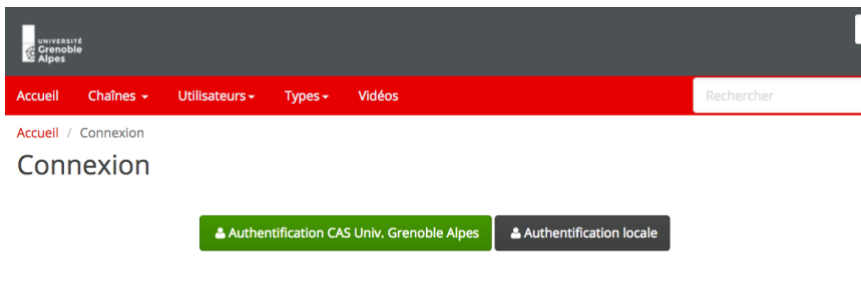 UNIVERSITÉ
Grenoble
Alpes
Accueil Chaînes Utilisateurs Types Vidéos Rechercher
Accueil / Connexion
Connexion
Authentification CAS Univ. Grenoble Alpes Authentification locale